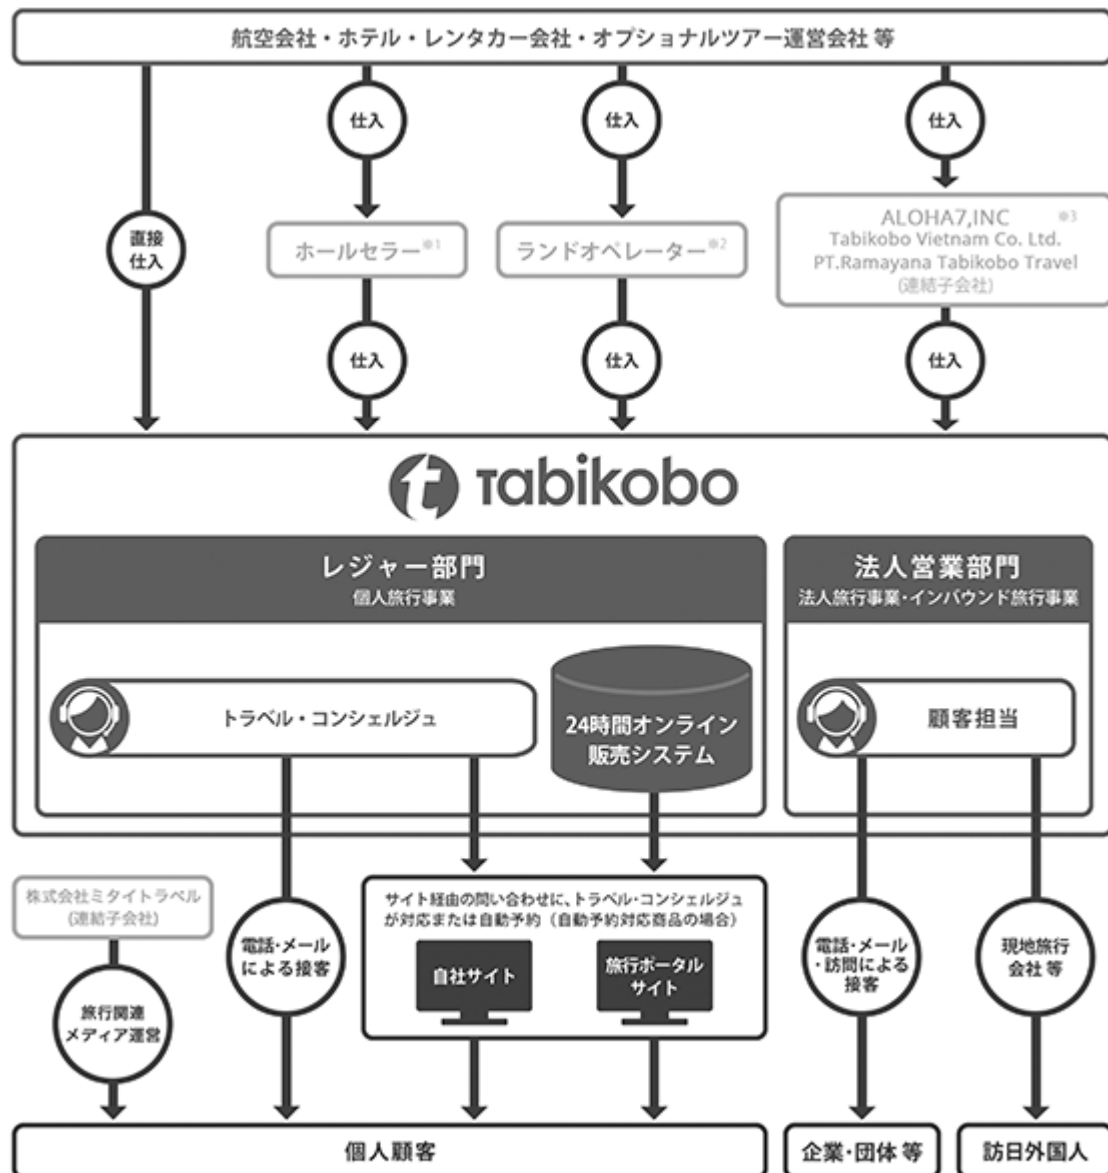 航空会社・ホテル・レンタカー会社・オプショナルツアー運営会社 等
仕入
仕入
仕入
直接
仕入
ホールセラー※1
ランドオペレーター※2
ALOHA7,INC ※3
Tabikobo Vietnam Co. Ltd.
PT.Ramayana Tabikobo Travel
(連結子会社)
仕入
仕入
仕入
t Tabikobo
レジャー部門
個人旅行事業
法人営業部門
法人旅行事業・インバウンド旅行事業
トラベル・コンシェルジュ
24時間オンライン
販売システム
顧客担当
株式会社ミタイトラベル
(連結子会社)
サイト経由の問い合わせに、トラベル・コンシェルジュ
が対応または自動予約（自動予約対応商品の場合）
電話・メール
による接客
自社サイト
旅行ポータル
サイト
電話・メール
・訪問による
接客
現地旅行
会社 等
旅行関連
メディア運営
個人顧客
企業・団体 等
訪日外国人